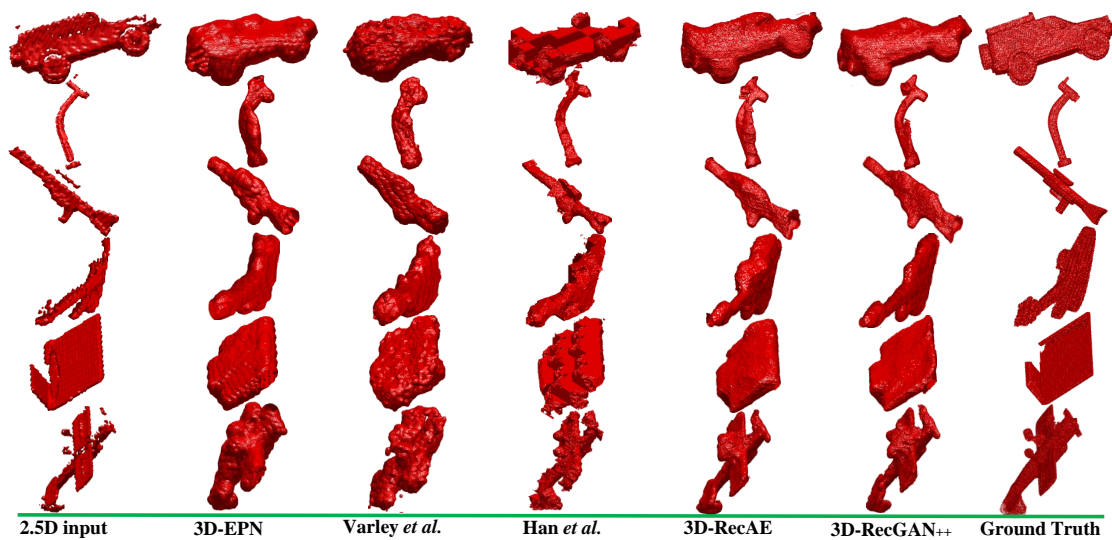 2.5D input 3D-EPN Varley et al. Han et al. 3D-RecAE 3D-RecGAN++ Ground Truth